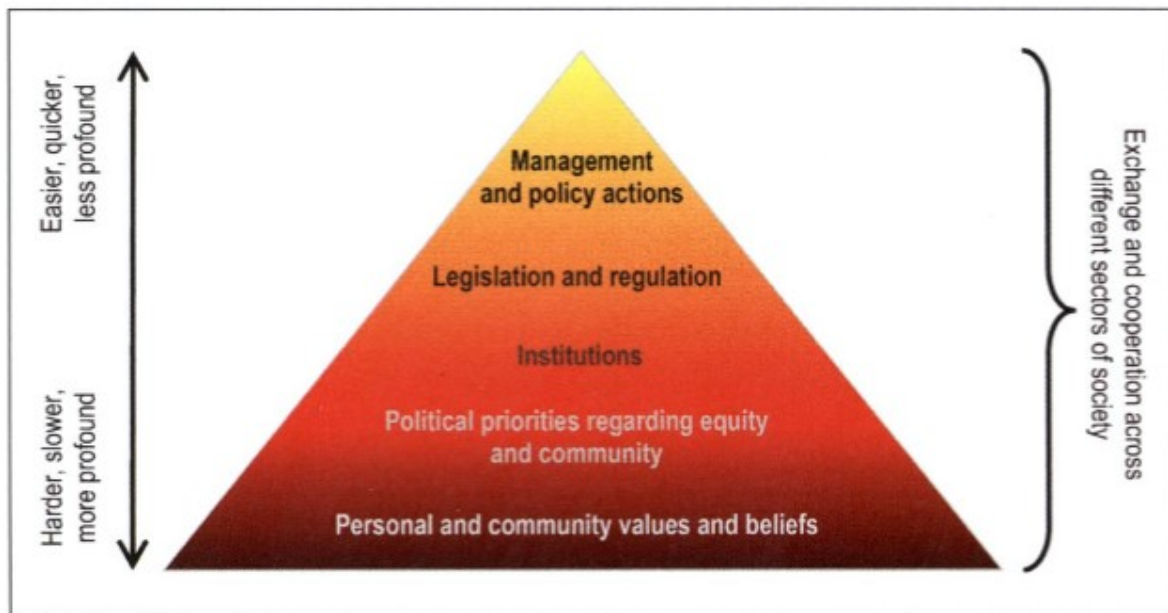 Easier, quicker,
less profound
Harder, slower,
more profound
Management
and policy actions
Legislation and regulation
Institutions
Political priorities regarding equity
and community
Personal and community values and beliefs
Exchange and cooperation across
different sectors of society